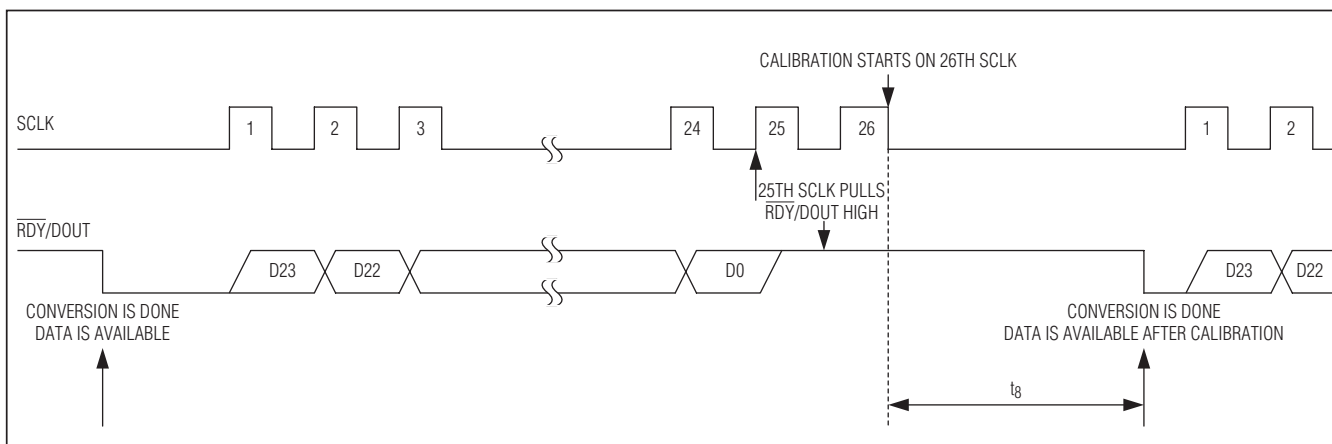 CALIBRATION STARTS ON 26TH SCLK
SCLK
1 2 3 24 25 26 1 2
25TH SCLK PULLS
RDY/DOUT HIGH
RDY/DOUT
D23 D22 D0 D23 D22
CONVERSION IS DONE
DATA IS AVAILABLE
CONVERSION IS DONE
DATA IS AVAILABLE AFTER CALIBRATION
t8